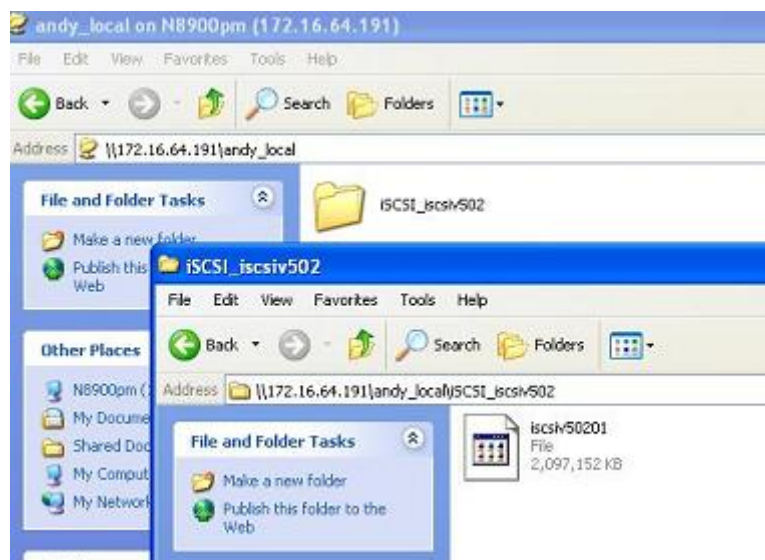 andy_local on N8900pm (172.16.64.191)
File Edit View Favorites Tools Help
Back Search Folders
Address \\172.16.64.191\andy_local
File and Folder Tasks
Make a new folder
Publish this
Web
iSCSI_iscsiv502
Other Places
N8900pm (
My Docume
Shared Doc
My Comput
My Network
iSCSI_iscsiv502
File Edit View Favorites Tools Help
Back Search Folders
Address \\172.16.64.191\andy_local\iSCSI_iscsiv502
File and Folder Tasks
Make a new folder
Publish this folder to the
Web
iscsiv50201
File
2,097,152 KB